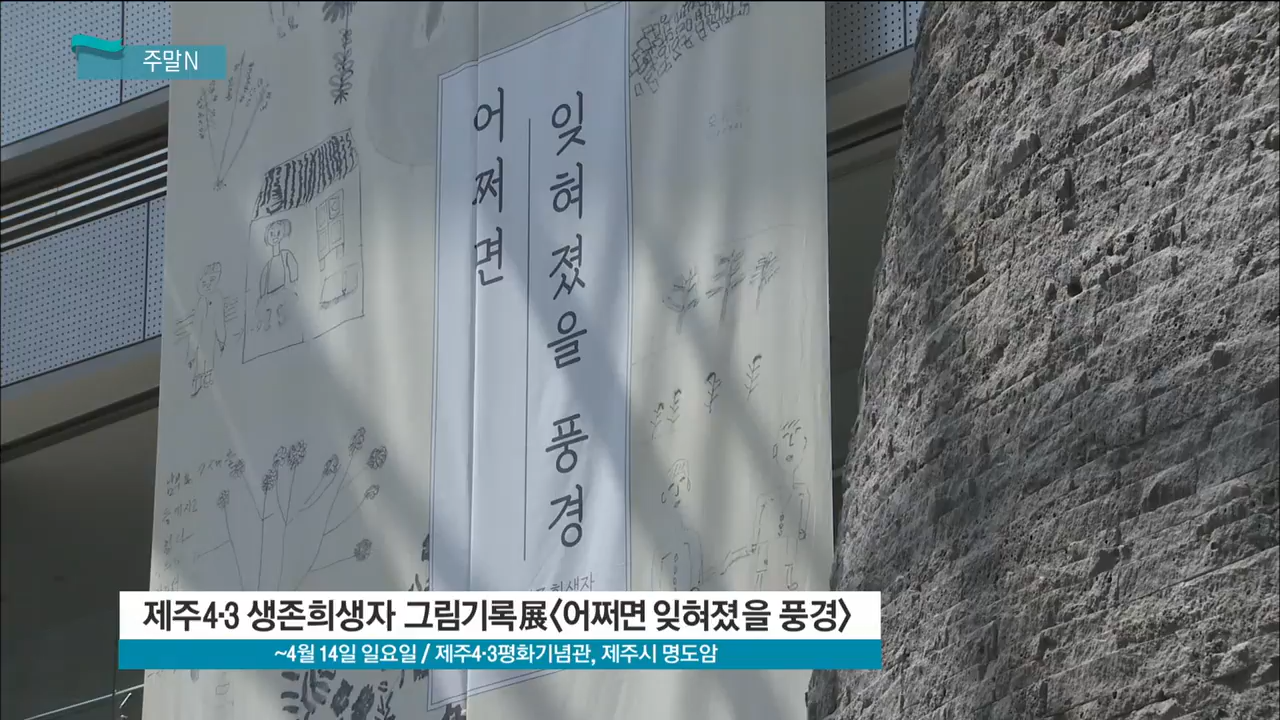 주말N
어쩌면
잊혀졌을 풍경
제주4·3 생존희생자 그림기록展〈어쩌면 잊혀졌을 풍경〉
~4월 14일 일요일 / 제주4·3평화기념관, 제주시 명도암